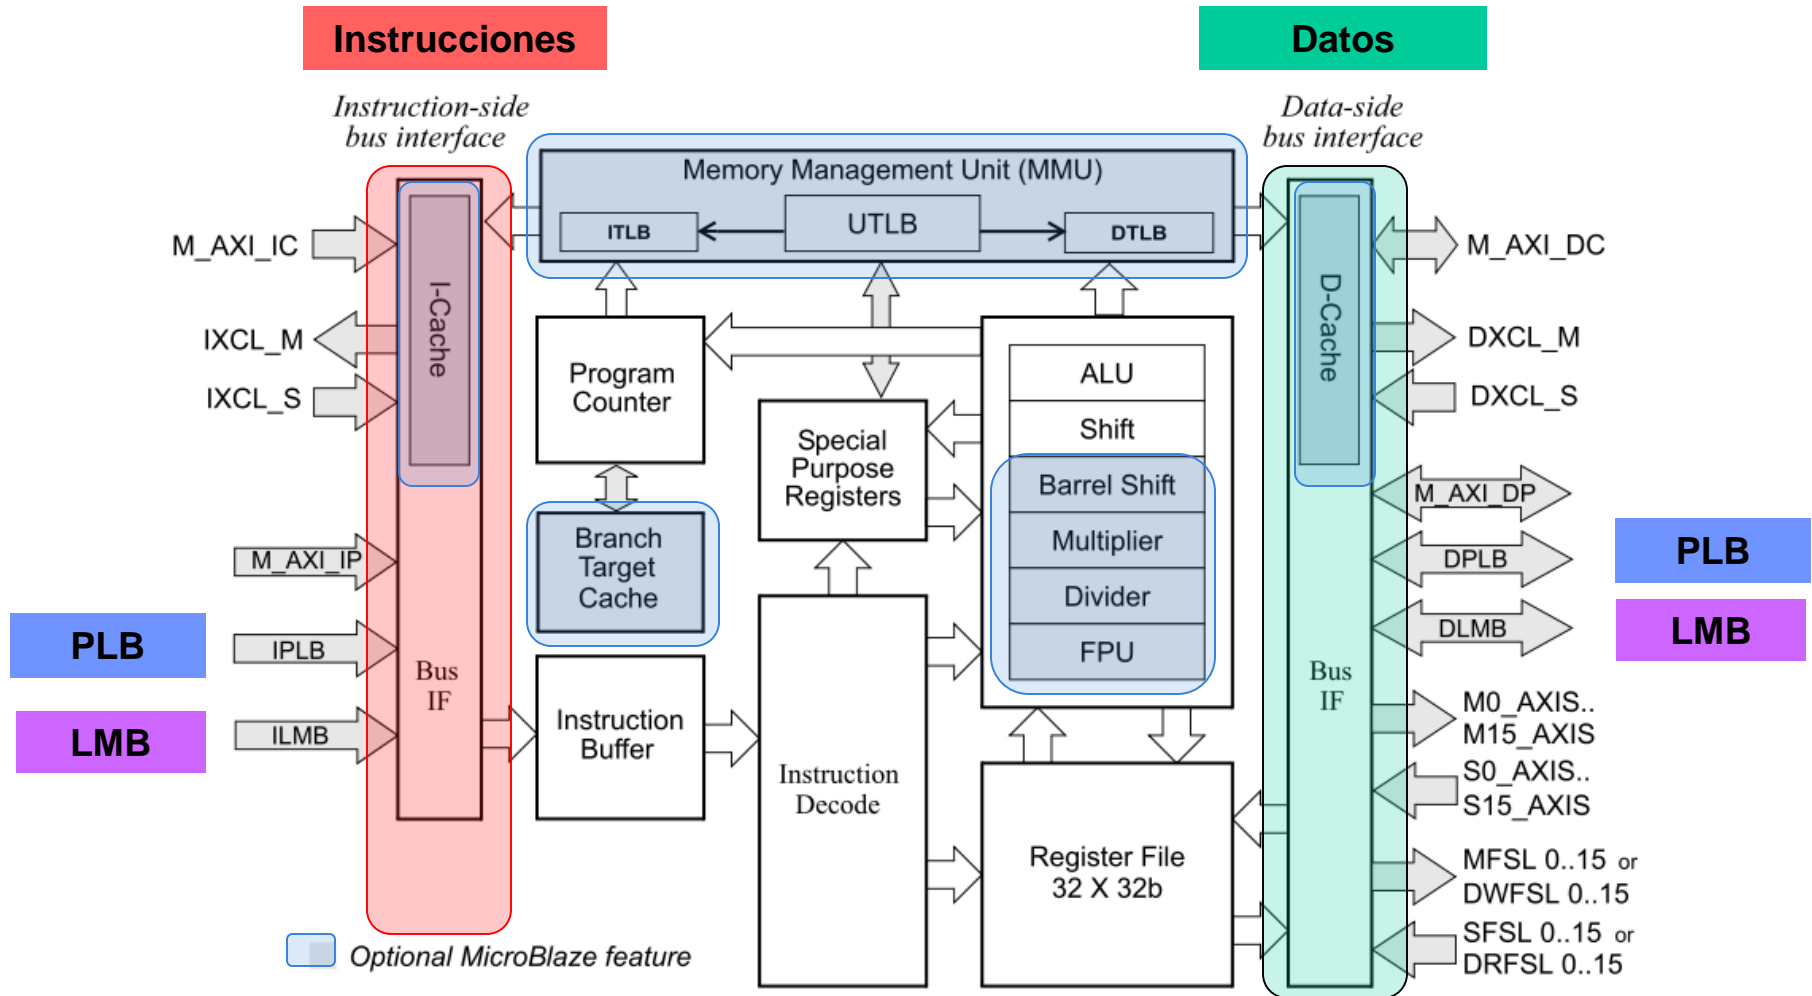 Instrucciones
Datos
Instruction-side
bus interface
Data-side
bus interface
Memory Management Unit (MMU)
ITLB
UTLB
DTLB
M_AXI_IC
IXCL_M
IXCL_S
I-Cache
M_AXI_IP
PLB
IPLB
LMB
ILMB
Bus
IF
Program
Counter
Branch
Target
Cache
Instruction
Buffer
Special
Purpose
Registers
Instruction
Decode
ALU
Shift
Barrel Shift
Multiplier
Divider
FPU
Register File
32 X 32b
D-Cache
Bus
IF
M_AXI_DC
DXCL_M
DXCL_S
M_AXI_DP
DPLB
PLB
DLMB
LMB
M0_AXIS..
M15_AXIS
S0_AXIS..
S15_AXIS
MFSL 0..15 or
DWFSL 0..15
SFSL 0..15 or
DRFSL 0..15
Optional MicroBlaze feature